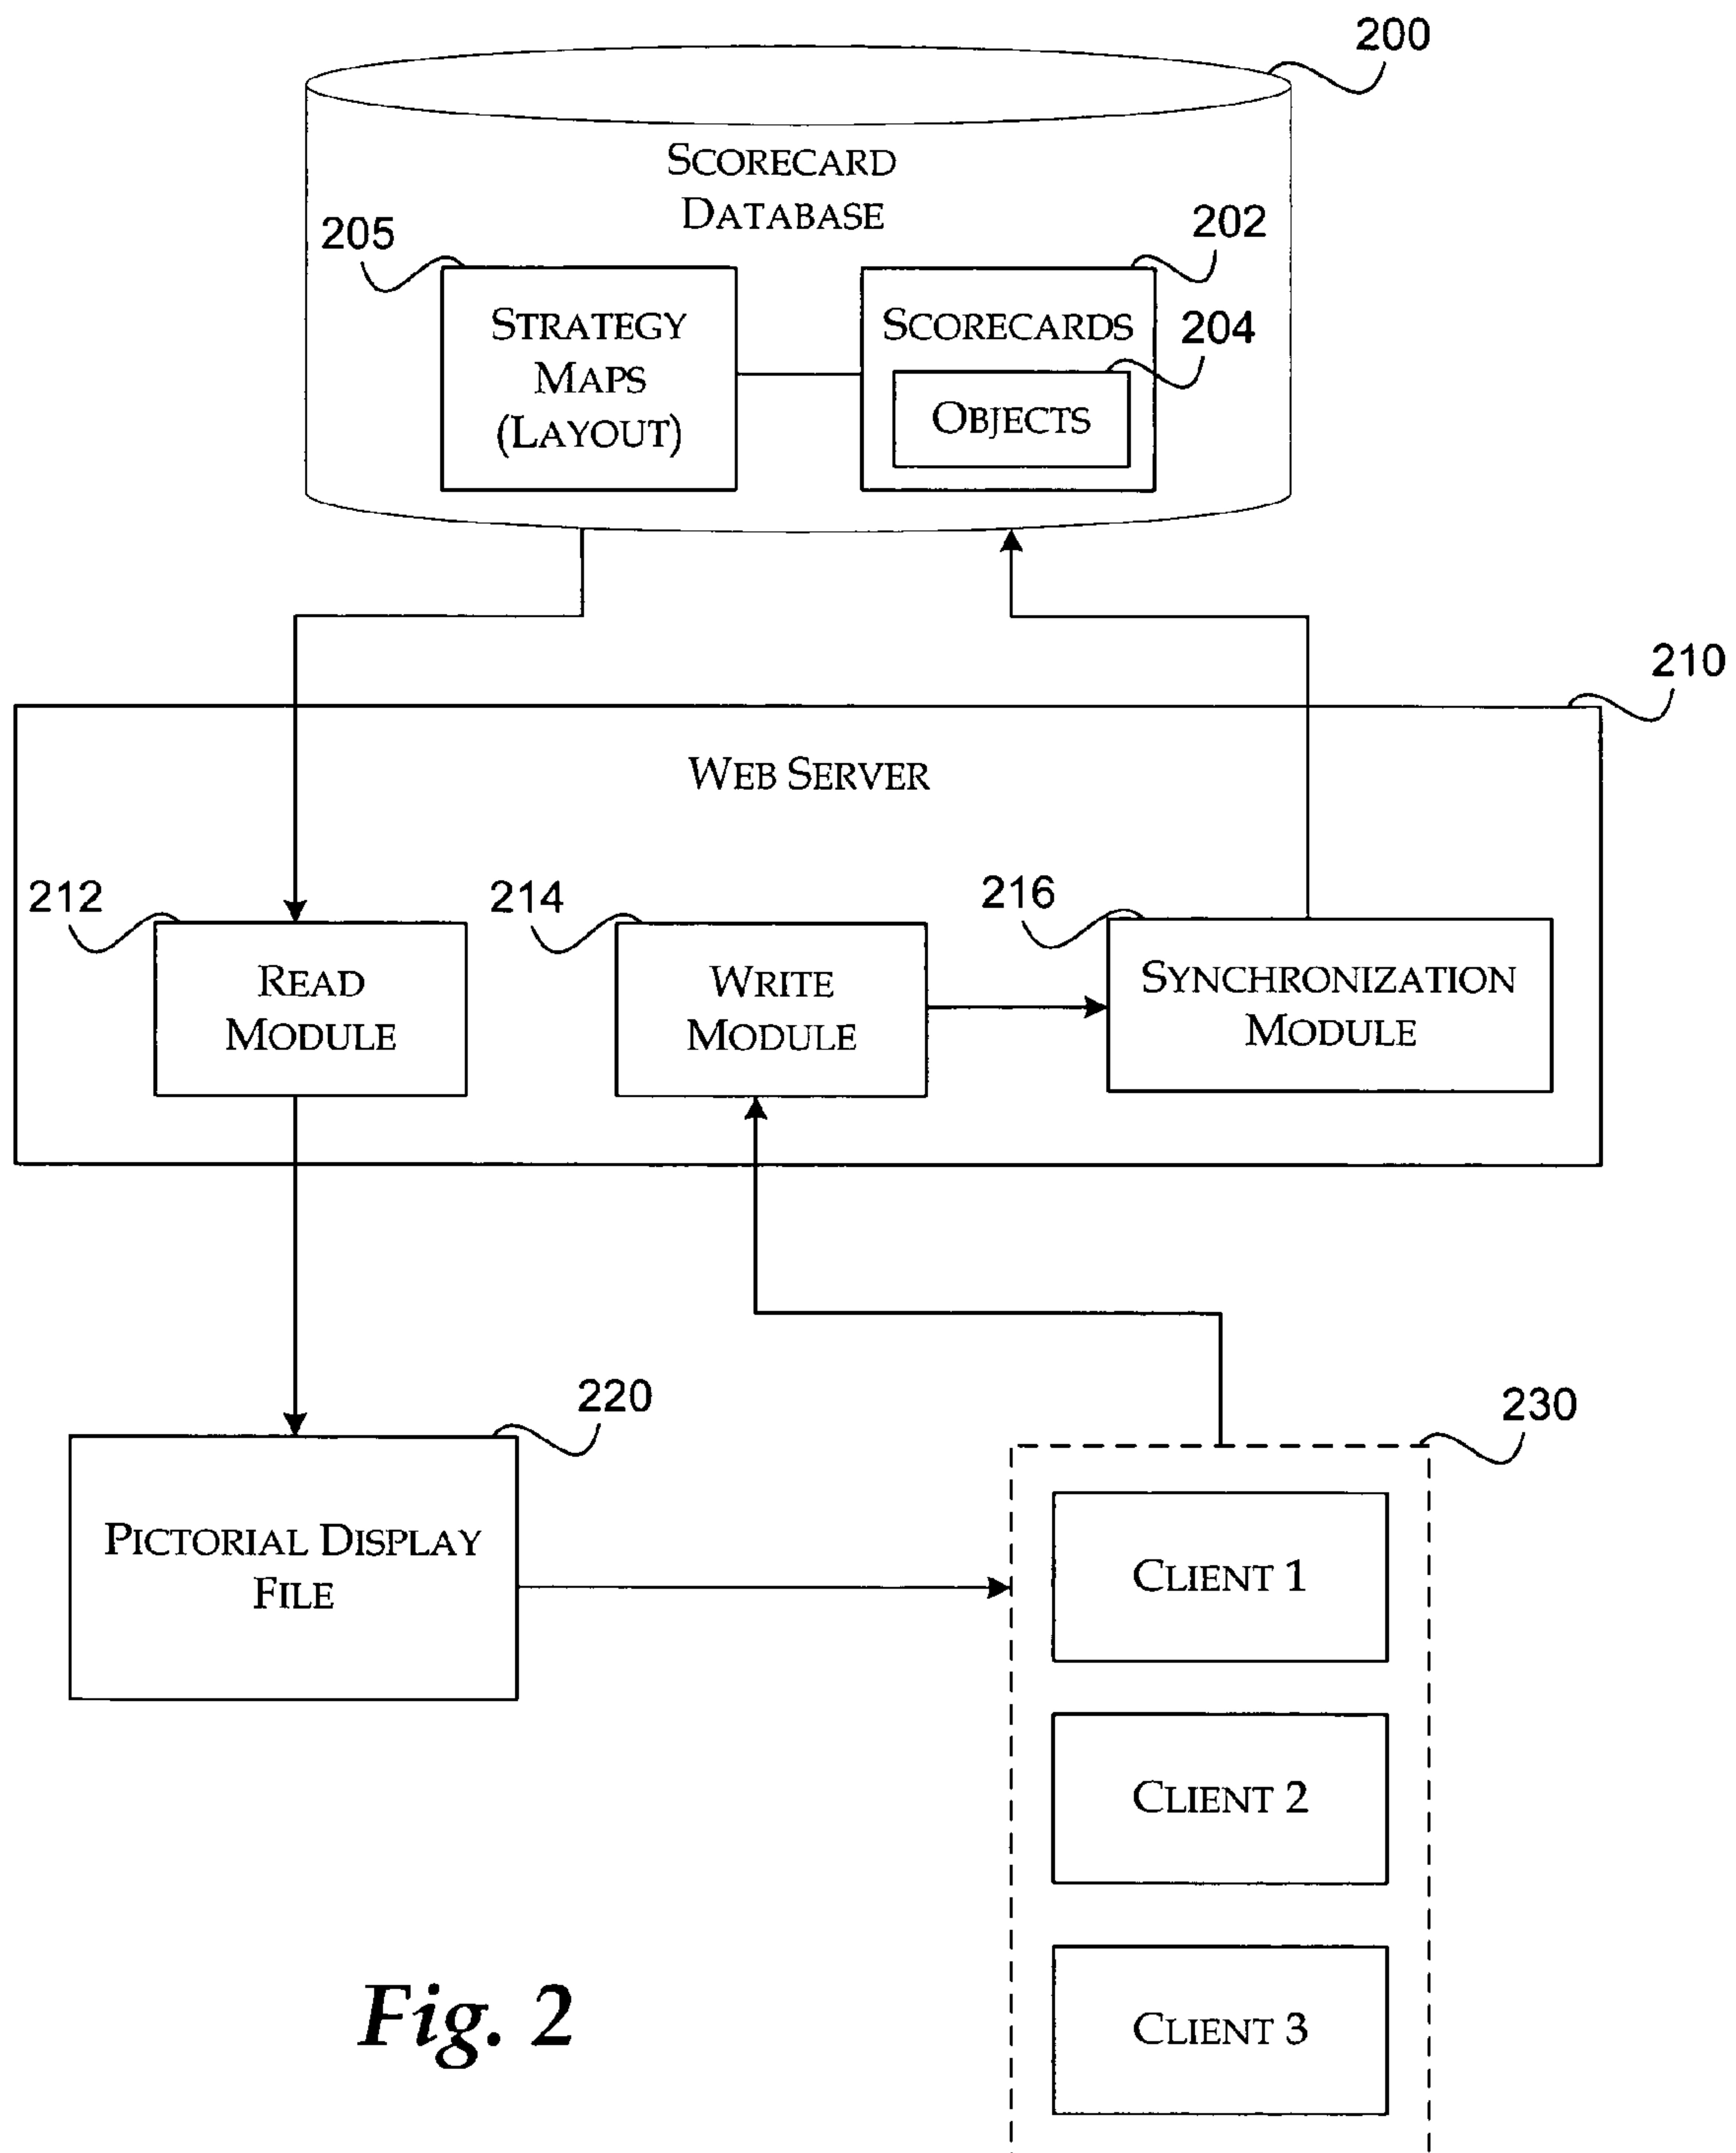 200
SCORECARD
DATABASE
205
202
STRATEGY
MAPS
(LAYOUT)
SCORECARDS
204
OBJECTS
210
WEB SERVER
212
214
216
READ
MODULE
WRITE
MODULE
SYNCHRONIZATION
MODULE
220
230
PICTORIAL DISPLAY
FILE
CLIENT 1
CLIENT 2
CLIENT 3
Fig. 2